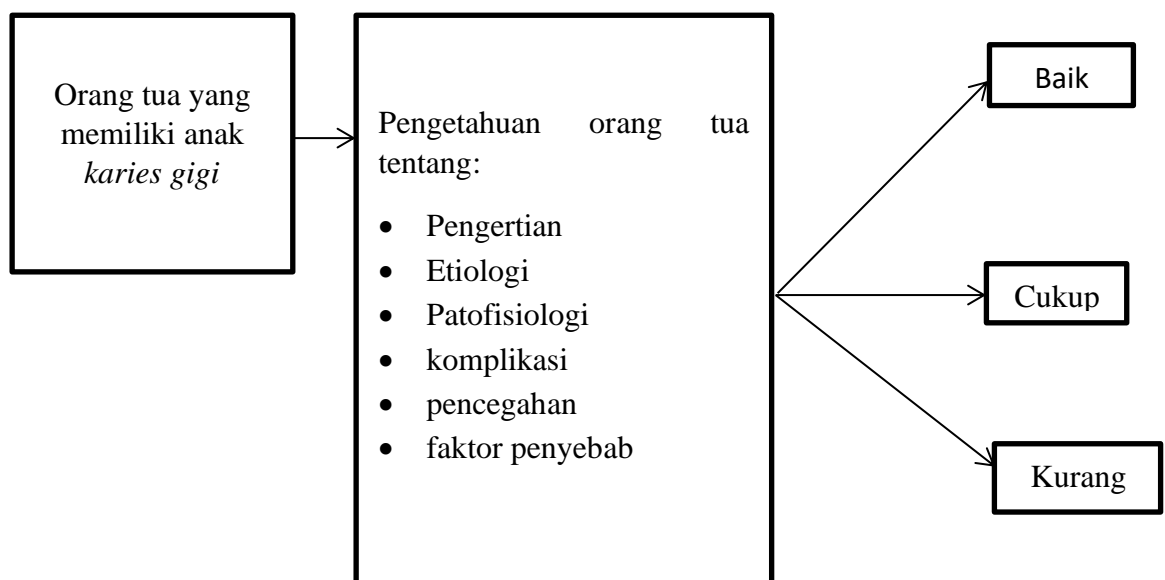 Orang tua yang
memiliki anak
karies gigi
Pengetahuan orang tua
tentang:
• Pengertian
• Etiologi
• Patofisiologi
• komplikasi
• pencegahan
• faktor penyebab
Baik
Cukup
Kurang